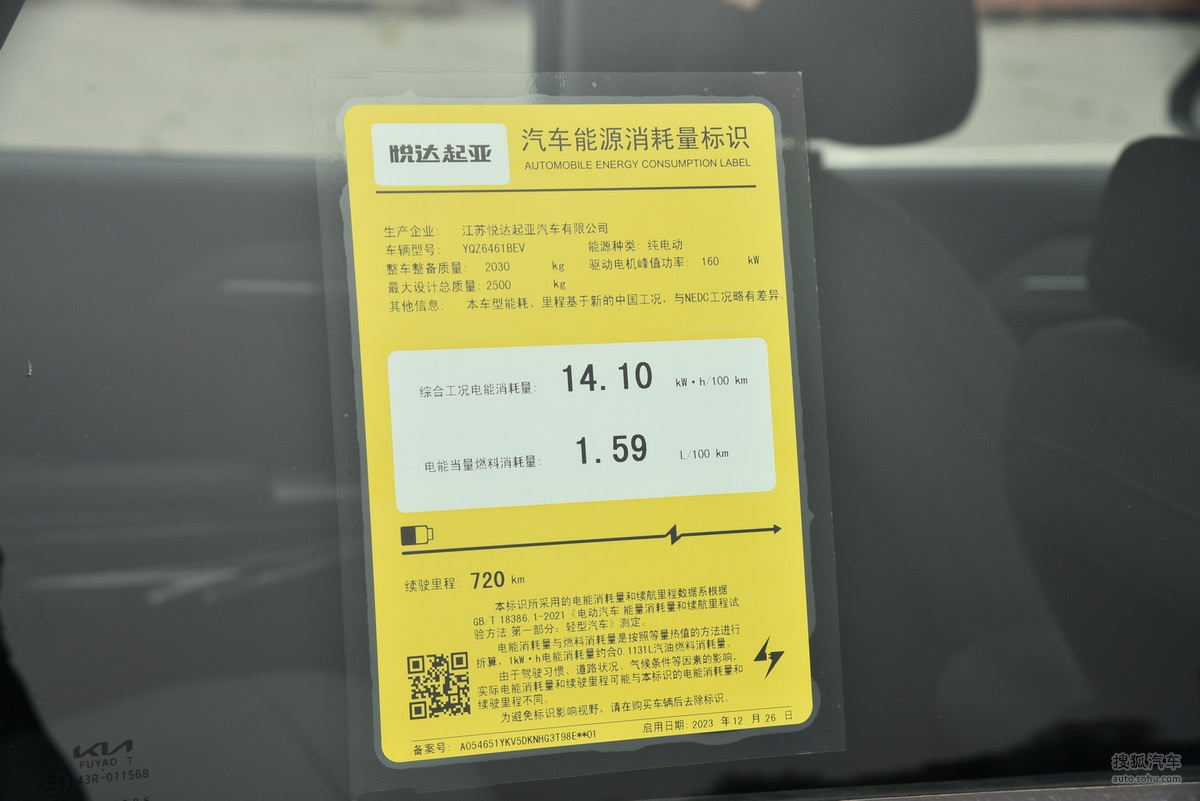 悦达起亚
汽车能源消耗量标识
AUTOMOBILE ENERGY CONSUMPTION LABEL
生产企业: 江苏悦达起亚汽车有限公司
车辆型号: YQZ6461BEV 能源种类: 纯电动
整车整备质量: 2030 kg 驱动电机峰值功率: 160 kW
最大设计总质量: 2500 kg
其他信息: 本车型能耗、里程基于新的中国工况, 与NEDC工况略有差异.
综合工况电能消耗量: 14.10 kW·h/100 km
电能当量燃料消耗量: 1.59 L/100 km
续驶里程: 720 km
本标识所采用的电能消耗量和续航里程数据系根据
GB/T 18386.1-2021《电动汽车 能量消耗量和续航里程试
验方法 第一部分: 轻型汽车》测定。
电能消耗量与燃料消耗量是按照等量热值的方法进行
折算, 1kW·h电能消耗量约合0.1131L汽油燃料消耗量。
由于驾驶习惯、道路状况、气候条件等因素的影响,
实际电能消耗量和续驶里程可能与本标识的电能消耗量和
续驶里程不同。
为避免标识影响视野, 请在购买车辆后去除标识.
备案号: A054651YKV5DKNHG3T98E**01 启用日期: 2023 年 12 月 26 日
KIA
FUYAO T
E4 43R-011568
搜狐汽车
auto.sohu.com